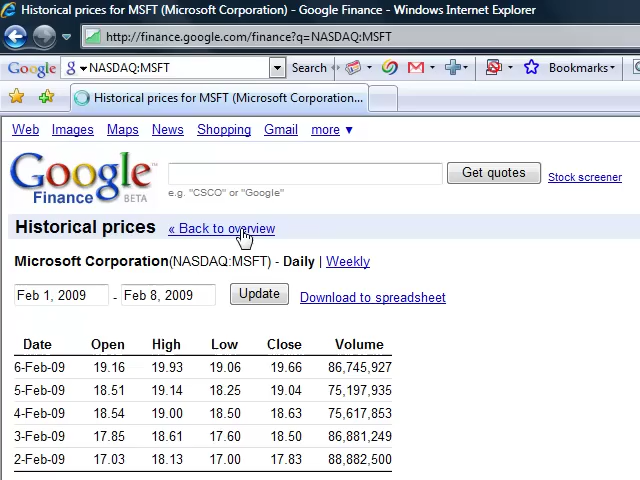 Historical prices for MSFT (Microsoft Corporation) - Google Finance - Windows Internet Explorer
http://finance.google.com/finance?q=NASDAQ:MSFT
Google g NASDAQ:MSFT Search Bookmarks
Historical prices for MSFT (Microsoft Corporation...
Web Images Maps News Shopping Gmail more ▼
Google™
Finance BETA
Get quotes Stock screener
e.g. "CSCO" or "Google"
Historical prices « Back to overview
Microsoft Corporation(NASDAQ:MSFT) - Daily | Weekly
Feb 1, 2009 - Feb 8, 2009 Update Download to spreadsheet
Date Open High Low Close Volume
6-Feb-09 19.16 19.93 19.06 19.66 86,745,927
5-Feb-09 18.51 19.14 18.25 19.04 75,197,935
4-Feb-09 18.54 19.00 18.50 18.63 75,617,853
3-Feb-09 17.85 18.61 17.60 18.50 86,881,249
2-Feb-09 17.03 18.13 17.00 17.83 88,882,500